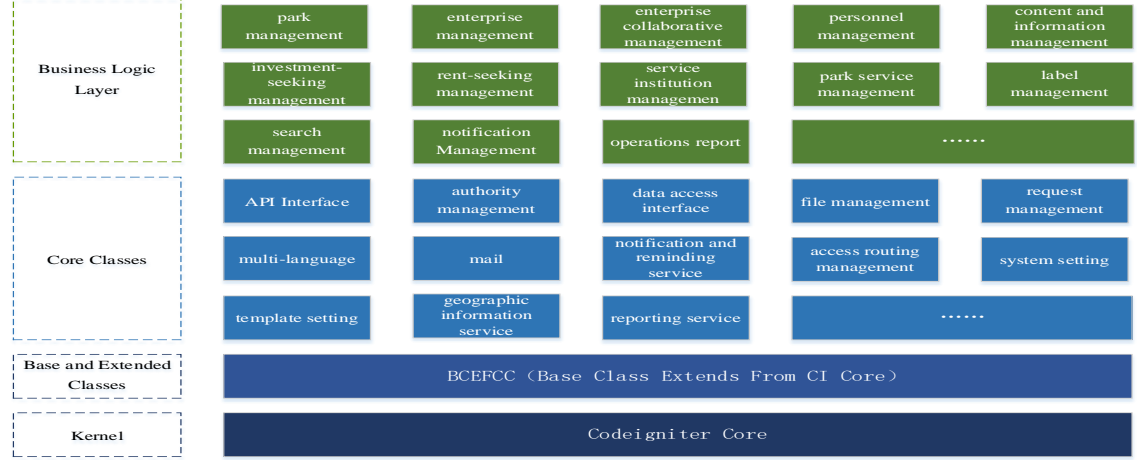 park
management
enterprise
management
enterprise
collaborative
management
personnel
management
content and
information
management
Business Logic
Layer
investment-
seeking
management
rent-seeking
management
service
institution
managemen
park service
management
label
management
search
management
notification
Management
operations report
......
API Interface
authority
management
data access
interface
file management
request
management
Core Classes
multi-language
mail
notification and
reminding
service
access routing
management
system setting
template setting
geographic
information
service
reporting service
......
Base and Extended
Classes
BCEFCC (Base Class Extends From CI Core)
Kernel
Codeigniter Core